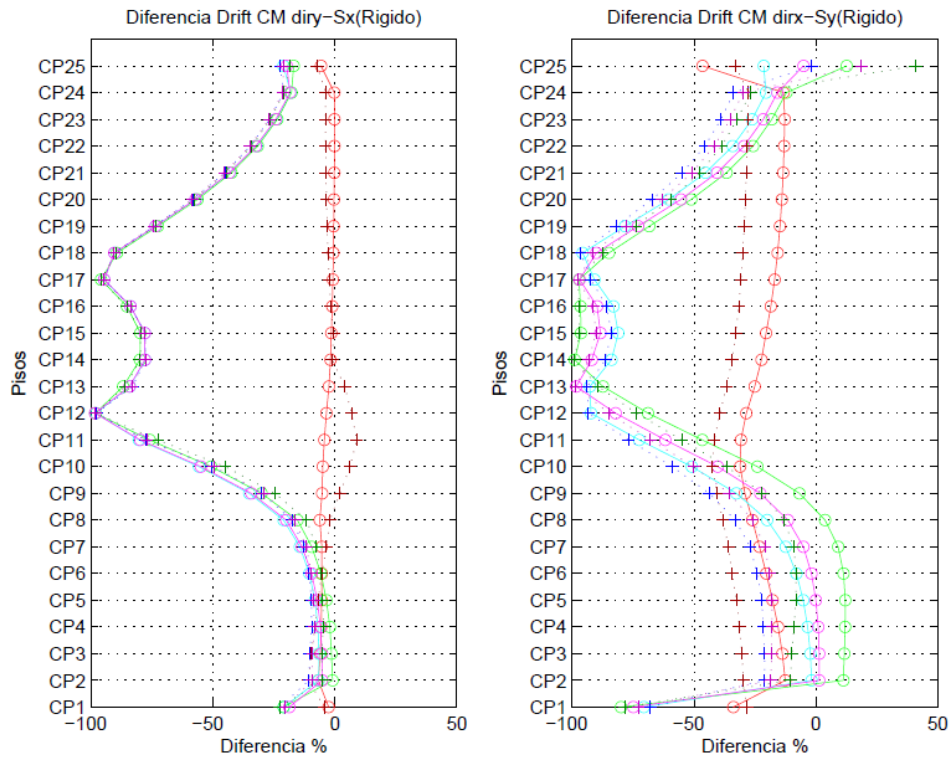 Diferencia Drift CM diry−Sx(Rigido)
CP25
CP24
CP23
CP22
CP21
CP20
CP19
CP18
CP17
CP16
CP15
CP14
CP13
CP12
CP11
CP10
CP9
CP8
CP7
CP6
CP5
CP4
CP3
CP2
CP1
Pisos
−100
−50
0
50
Diferencia %
Diferencia Drift CM dirx−Sy(Rigido)
CP25
CP24
CP23
CP22
CP21
CP20
CP19
CP18
CP17
CP16
CP15
CP14
CP13
CP12
CP11
CP10
CP9
CP8
CP7
CP6
CP5
CP4
CP3
CP2
CP1
Pisos
−100
−50
0
50
Diferencia %